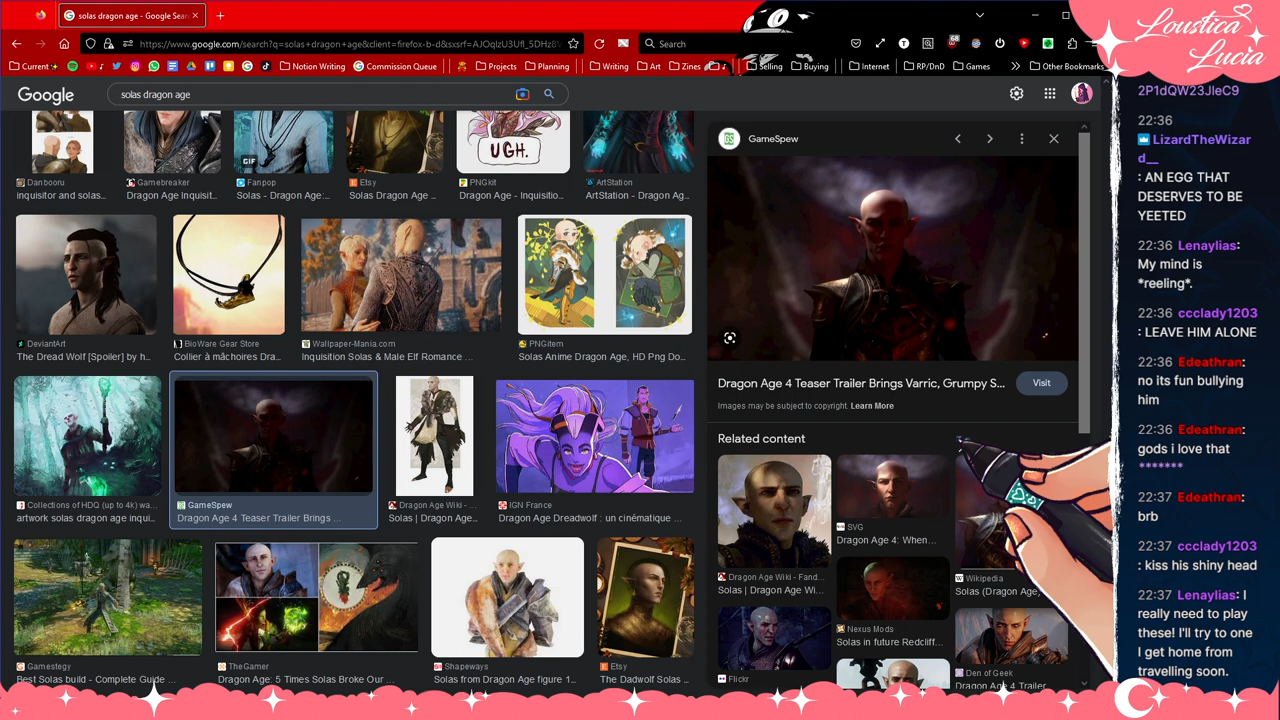 solas dragon age - Google Sear
https://www.google.com/search?q=solas+dragon+age&client=firefox-b-d&sxsrf=
Search
68
Current
Notion Writing
Commission Queue
Projects
Planning
Writing
Art
Zines
Selling
Buying
Internet
RP/DnD
Games
Other Bookmarks
Loustica
Lucia
Google
solas dragon age
UGH.
GIF
Danbooru
inquisitor and solas...
Gamebreaker
Dragon Age Inquisit...
Fanpop
Solas - Dragon Age:...
Etsy
Solas Dragon Age ...
PNGkit
Dragon Age - Inquisitio...
ArtStation
ArtStation - Dragon Ag...
DeviantArt
The Dread Wolf [Spoiler] by h...
BioWare Gear Store
Collier à mâchoires Dra...
Wallpaper-Mania.com
Inquisition Solas & Male Elf Romance ...
PNGitem
Solas Anime Dragon Age, HD Png Do...
Collections of HDQ (up to 4k) wa...
artwork solas dragon age inqui...
GameSpew
Dragon Age 4 Teaser Trailer Brings ...
Dragon Age Wiki - ...
Solas | Dragon Age...
IGN France
Dragon Age Dreadwolf : un cinématique ...
Gamestegy
Best Solas build - Complete Guide ...
TheGamer
Dragon Age: 5 Times Solas Broke Our ...
Shapeways
Solas from Dragon Age figure 1...
Etsy
The Dadwolf Solas ...
GameSpew
Dragon Age 4 Teaser Trailer Brings Varric, Grumpy S...
Visit
Images may be subject to copyright. Learn More
Related content
Dragon Age Wiki - Fand...
Solas | Dragon Age Wi...
SVG
Dragon Age 4: When...
Wikipedia
Solas (Dragon Age,
Nexus Mods
Solas in future Redcliff...
Flickr
Den of Geek
Dragon Age 4 Trailer
2P1dQW23JleC9
22:36
LizardTheWizar
d__
: AN EGG THAT
DESERVES TO BE
YEETED
22:36 Lenaylias:
My mind is
*reeling*.
22:36 ccclady1203
: LEAVE HIM ALONE
22:36 Edeathran:
no its fun bullying
him
22:36 Edeathran:
gods i love that
*******
22:37 Edeathran:
brb
22:37 ccclady1203
: kiss his shiny head
22:37 Lenaylias: I
really need to play
these! I'll try to one
I get home from
travelling soon.